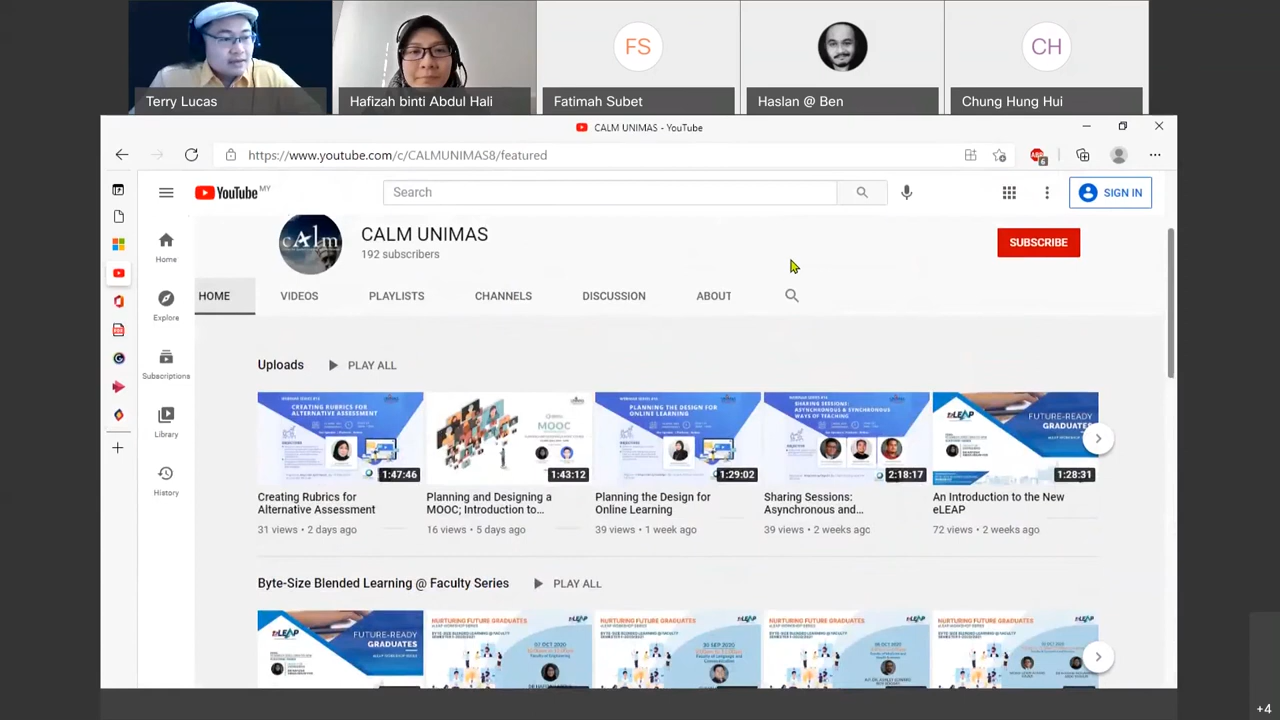 FS
CH
Terry Lucas
Hafizah binti Abdul Hali
Fatimah Subet
Haslan @ Ben
Chung Hung Hui
CALM UNIMAS - YouTube
https://www.youtube.com/c/CALMUNIMAS8/featured
6
YouTube MY
Search
SIGN IN
cAlm
CALM UNIMAS
192 subscribers
SUBSCRIBE
Home
Explore
Subscriptions
Library
History
HOME
VIDEOS
PLAYLISTS
CHANNELS
DISCUSSION
ABOUT
Uploads
PLAY ALL
CREATING RUBRICS FOR
ALTERNATIVE ASSESSMENT
1:47:46
MOOC
1:43:12
PLANNING THE DESIGN FOR
ONLINE LEARNING
1:29:02
SHARING SESSIONS:
ASYNCHRONOUS & SYNCHRONOUS
WAYS OF TEACHING
2:18:17
eLEAP
FUTURE-READY
GRADUATES
1:28:31
Creating Rubrics for
Alternative Assessment
31 views • 2 days ago
Planning and Designing a
MOOC; Introduction to...
16 views • 5 days ago
Planning the Design for
Online Learning
39 views • 1 week ago
Sharing Sessions:
Asynchronous and...
39 views • 2 weeks ago
An Introduction to the New
eLEAP
72 views • 2 weeks ago
Byte-Size Blended Learning @ Faculty Series
PLAY ALL
FUTURE-READY
GRADUATES
NURTURING FUTURE GRADUATES
NURTURING FUTURE GRADUATES
NURTURING FUTURE GRADUATES
NURTURING FUTURE GRADUATES
+4